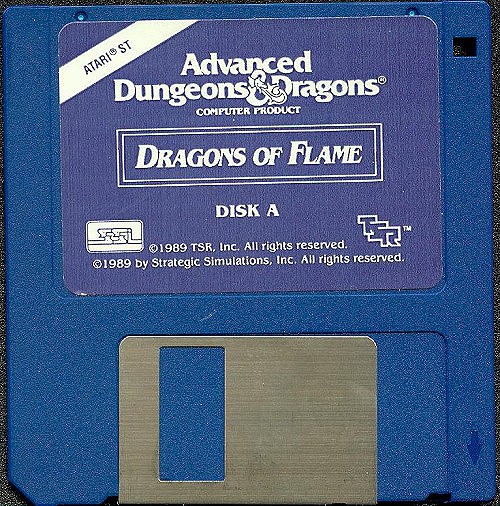 ATARI® ST
Advanced
Dungeons & Dragons®
COMPUTER PRODUCT
DRAGONS OF FLAME
DISK A
SSI
TSR™
©1989 TSR, Inc. All rights reserved.
©1989 by Strategic Simulations, Inc. All rights reserved.